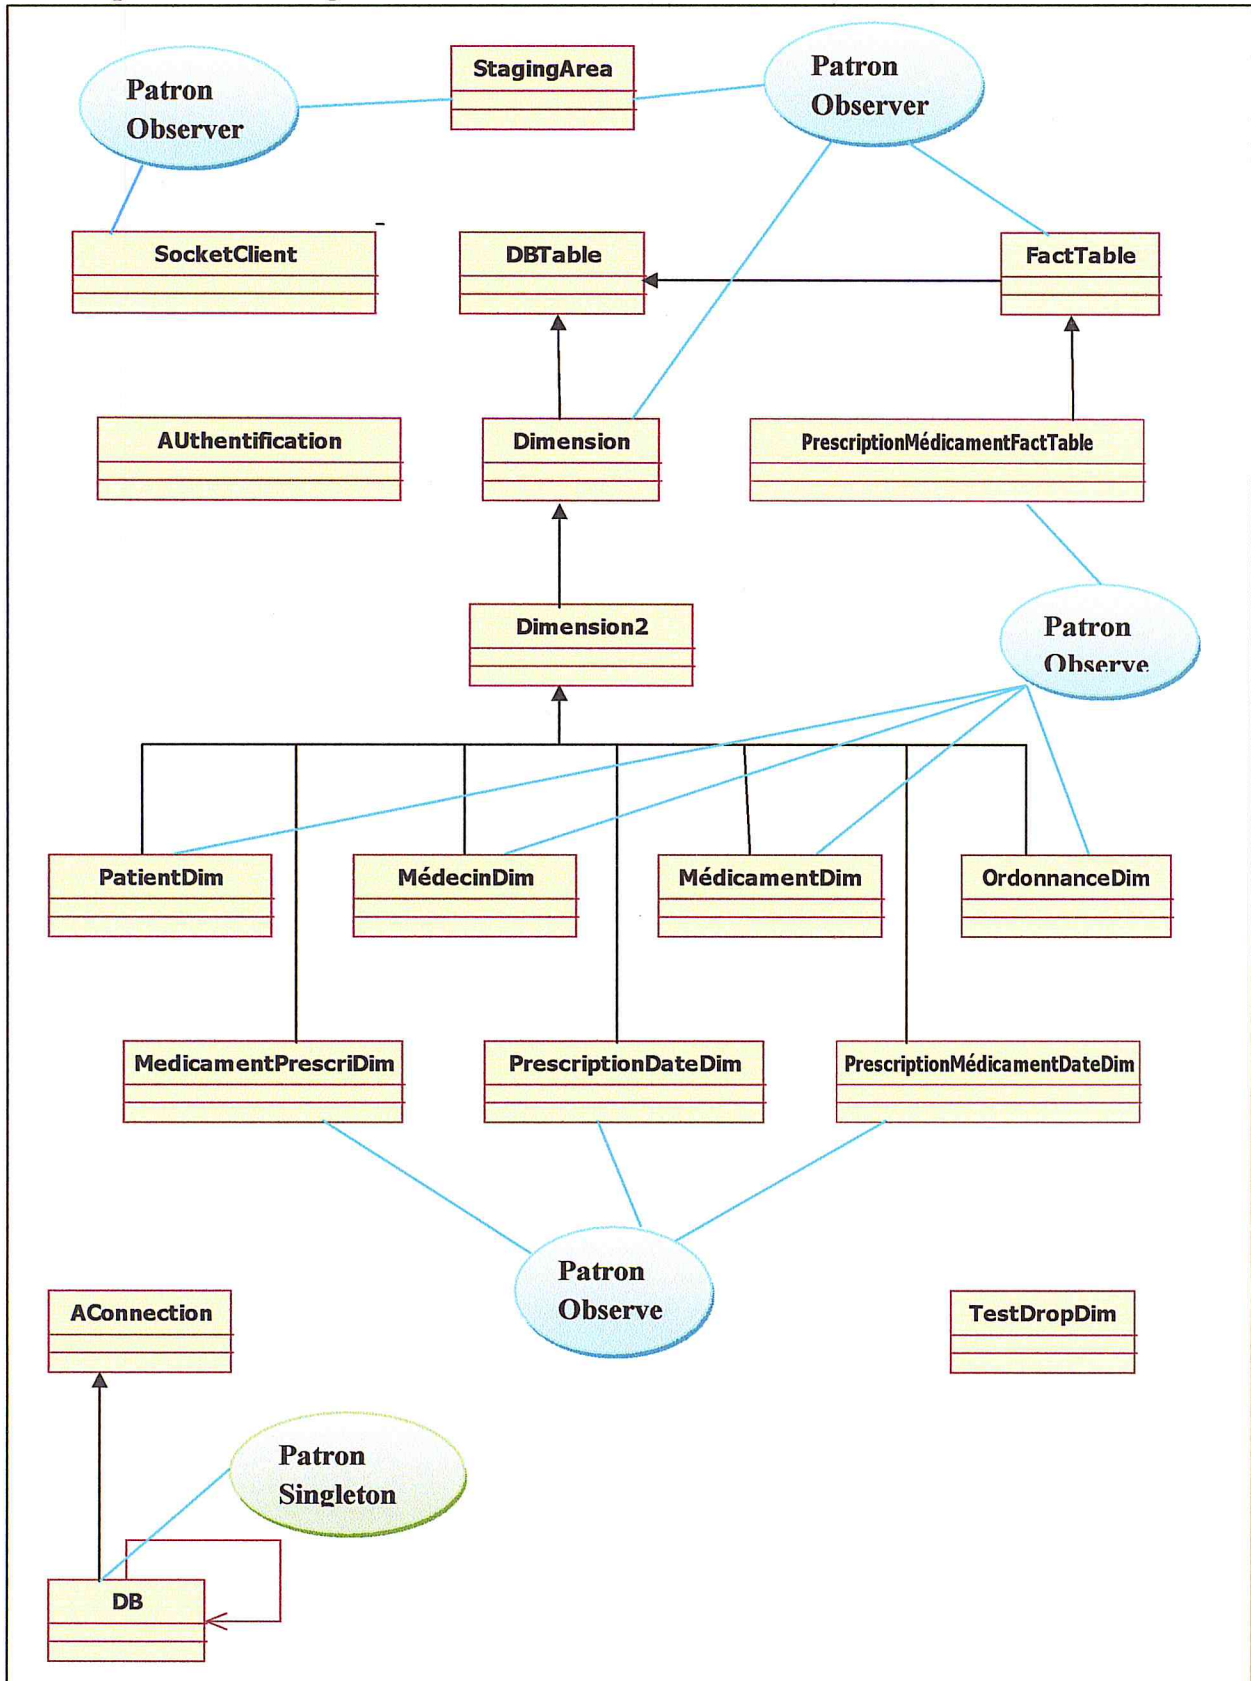 Patron
Observer
StagingArea
Patron
Observer
SocketClient
DBTable
FactTable
AUthentification
Dimension
PrescriptionMédicamentFactTable
Dimension2
Patron
Observe
PatientDim
MédecinDim
MédicamentDim
OrdonnanceDim
MedicamentPrescriDim
PrescriptionDateDim
PrescriptionMédicamentDateDim
Patron
Observe
AConnection
TestDropDim
Patron
Singleton
DB